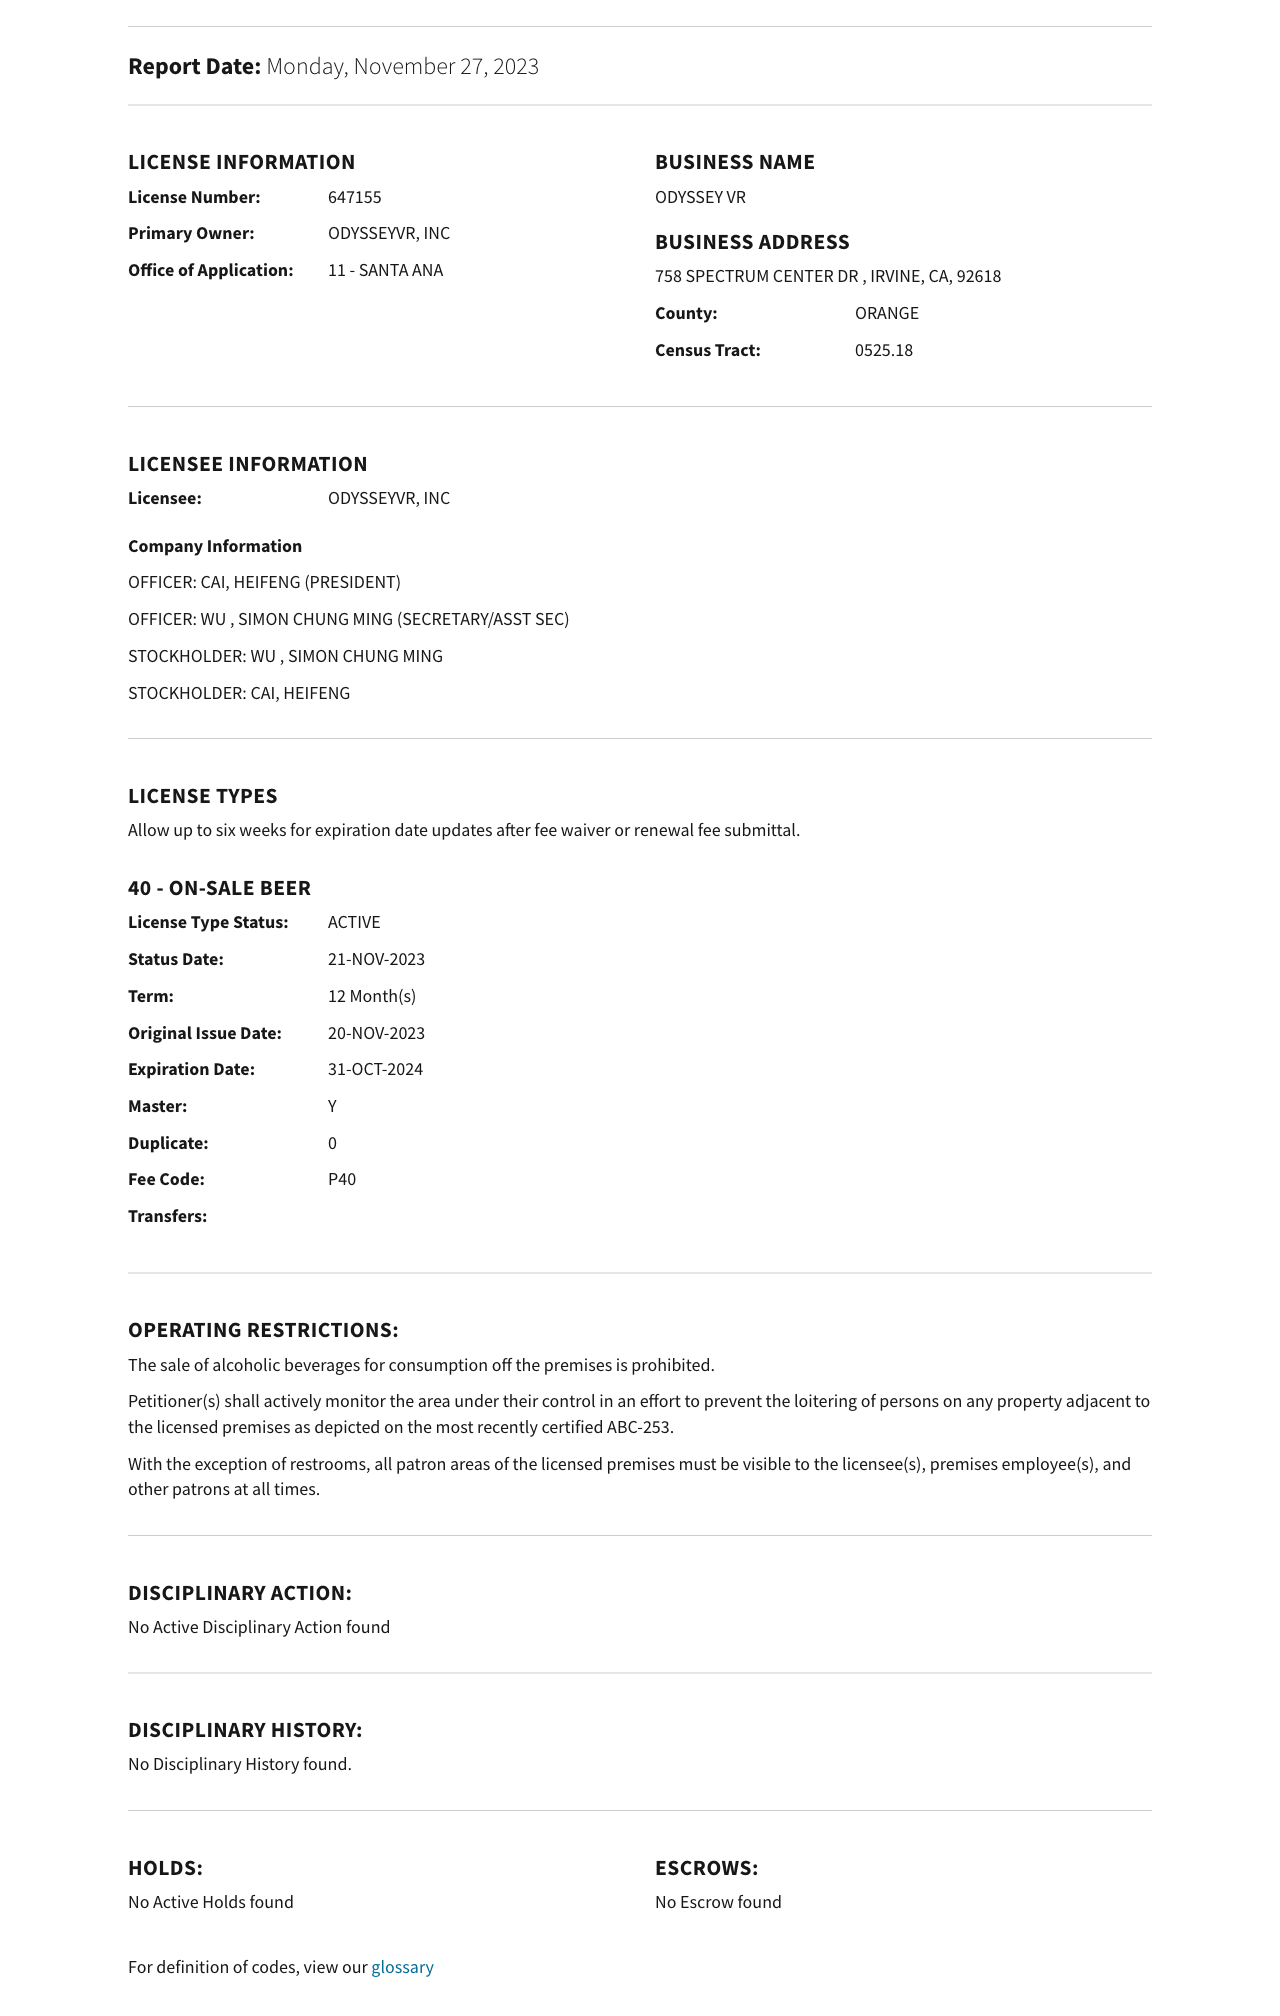 Report Date: Monday, November 27, 2023
LICENSE INFORMATION
License Number: 647155
Primary Owner: ODYSSEYVR, INC
Office of Application: 11 - SANTA ANA
BUSINESS NAME
ODYSSEY VR
BUSINESS ADDRESS
758 SPECTRUM CENTER DR , IRVINE, CA, 92618
County: ORANGE
Census Tract: 0525.18
LICENSEE INFORMATION
Licensee: ODYSSEYVR, INC
Company Information
OFFICER: CAI, HEIFENG (PRESIDENT)
OFFICER: WU , SIMON CHUNG MING (SECRETARY/ASST SEC)
STOCKHOLDER: WU , SIMON CHUNG MING
STOCKHOLDER: CAI, HEIFENG
LICENSE TYPES
Allow up to six weeks for expiration date updates after fee waiver or renewal fee submittal.
40 - ON-SALE BEER
License Type Status: ACTIVE
Status Date: 21-NOV-2023
Term: 12 Month(s)
Original Issue Date: 20-NOV-2023
Expiration Date: 31-OCT-2024
Master: Y
Duplicate: 0
Fee Code: P40
Transfers:
OPERATING RESTRICTIONS:
The sale of alcoholic beverages for consumption off the premises is prohibited.
Petitioner(s) shall actively monitor the area under their control in an effort to prevent the loitering of persons on any property adjacent to
the licensed premises as depicted on the most recently certified ABC-253.
With the exception of restrooms, all patron areas of the licensed premises must be visible to the licensee(s), premises employee(s), and
other patrons at all times.
DISCIPLINARY ACTION:
No Active Disciplinary Action found
DISCIPLINARY HISTORY:
No Disciplinary History found.
HOLDS:
No Active Holds found
ESCROWS:
No Escrow found
For definition of codes, view our glossary